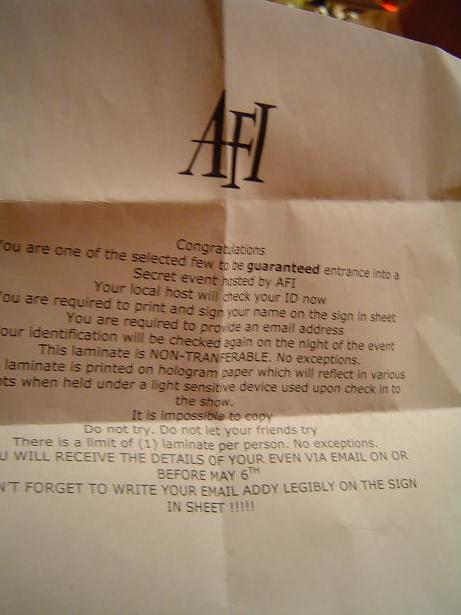 AFI
Congratulations
You are one of the selected few to be guaranteed entrance into a
Secret event hosted by AFI
Your local host will check your ID now
You are required to print and sign your name on the sign in sheet
You are required to provide an email address
our identification will be checked again on the night of the event
This laminate is NON-TRANFERABLE. No exceptions.
laminate is printed on hologram paper which will reflect in various
ts when held under a light sensitive device used upon check in to
the show.
It is impossible to copy
Do not try. Do not let your friends try
There is a limit of (1) laminate per person. No exceptions.
U WILL RECEIVE THE DETAILS OF YOUR EVEN VIA EMAIL ON OR
BEFORE MAY 6TH
N'T FORGET TO WRITE YOUR EMAIL ADDY LEGIBLY ON THE SIGN
IN SHEET !!!!!